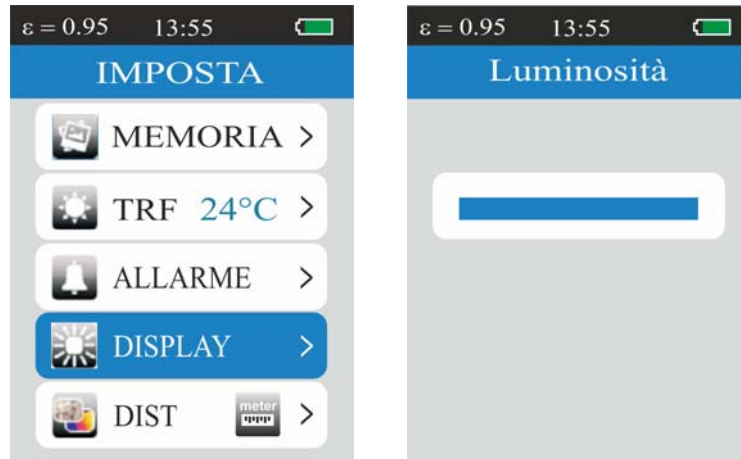 ε = 0.95 13:55
IMPOSTA
MEMORIA >
TRF 24°C >
ALLARME >
DISPLAY >
DIST meter >
ε = 0.95 13:55
Luminosità